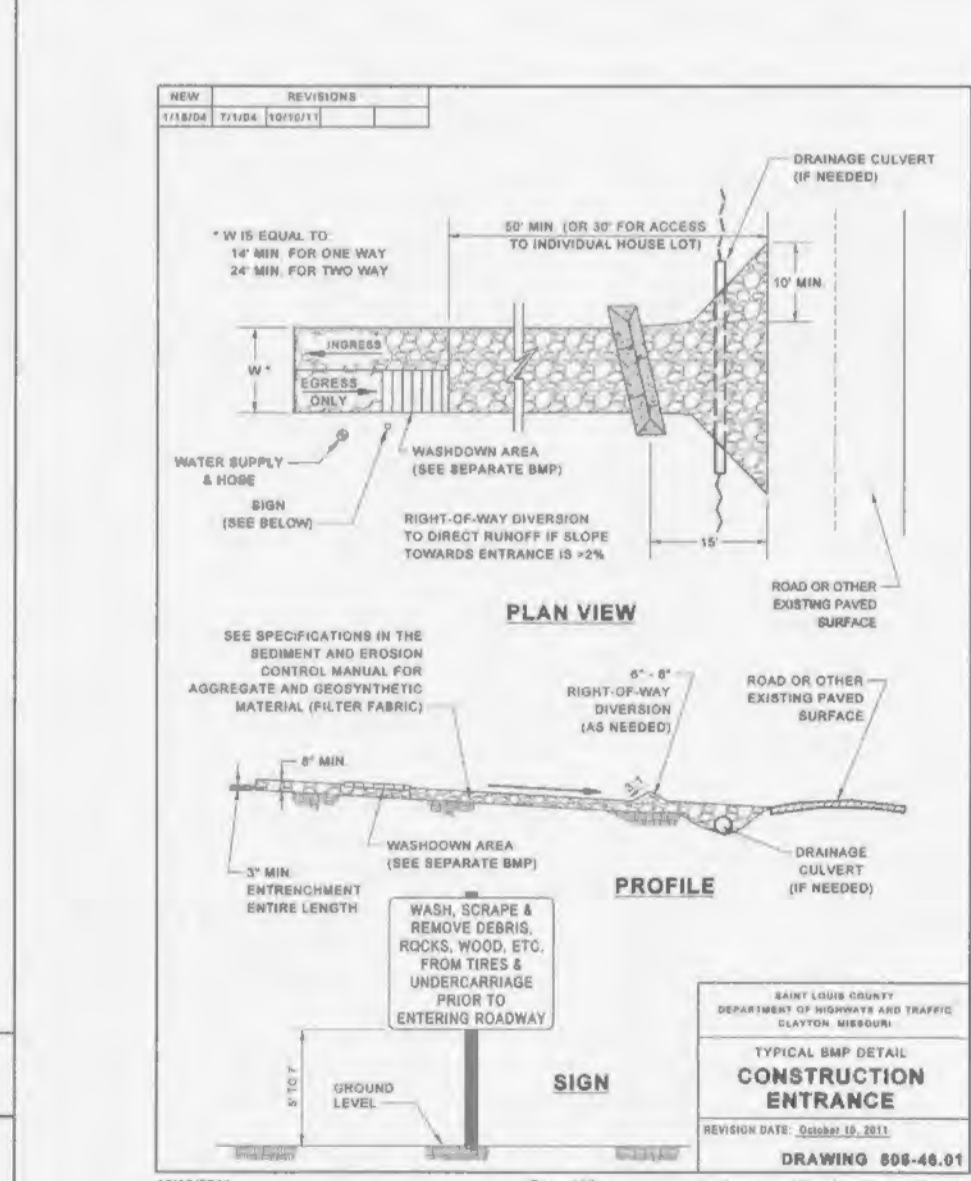 NEW REVISIONS
1/18/04 7/1/04 10/10/11
DRAINAGE CULVERT
(IF NEEDED)
* W IS EQUAL TO
14' MIN. FOR ONE WAY
24' MIN. FOR TWO WAY
50' MIN. (OR 30' FOR ACCESS
TO INDIVIDUAL HOUSE LOT)
10' MIN.
INGRESS
W *
EGRESS
ONLY
WASHDOWN AREA
(SEE SEPARATE BMP)
WATER SUPPLY
& HOSE
SIGN
(SEE BELOW)
RIGHT-OF-WAY DIVERSION
TO DIRECT RUNOFF IF SLOPE
TOWARDS ENTRANCE IS >2%
15'
ROAD OR OTHER
EXISTING PAVED
SURFACE
PLAN VIEW
SEE SPECIFICATIONS IN THE
SEDIMENT AND EROSION
CONTROL MANUAL FOR
AGGREGATE AND GEOSYNTHETIC
MATERIAL (FILTER FABRIC)
6" - 8"
RIGHT-OF-WAY
DIVERSION
(AS NEEDED)
ROAD OR OTHER
EXISTING PAVED
SURFACE
8" MIN.
WASHDOWN AREA
(SEE SEPARATE BMP)
3" MIN.
ENTRENCHMENT
ENTIRE LENGTH
DRAINAGE
CULVERT
(IF NEEDED)
PROFILE
WASH, SCRAPE &
REMOVE DEBRIS,
ROCKS, WOOD, ETC.
FROM TIRES &
UNDERCARRIAGE
PRIOR TO
ENTERING ROADWAY
5' TO 7'
GROUND
LEVEL
SIGN
SAINT LOUIS COUNTY
DEPARTMENT OF HIGHWAYS AND TRAFFIC
CLAYTON MISSOURI
TYPICAL BMP DETAIL
CONSTRUCTION
ENTRANCE
REVISION DATE: October 10, 2011
DRAWING 806-46.01